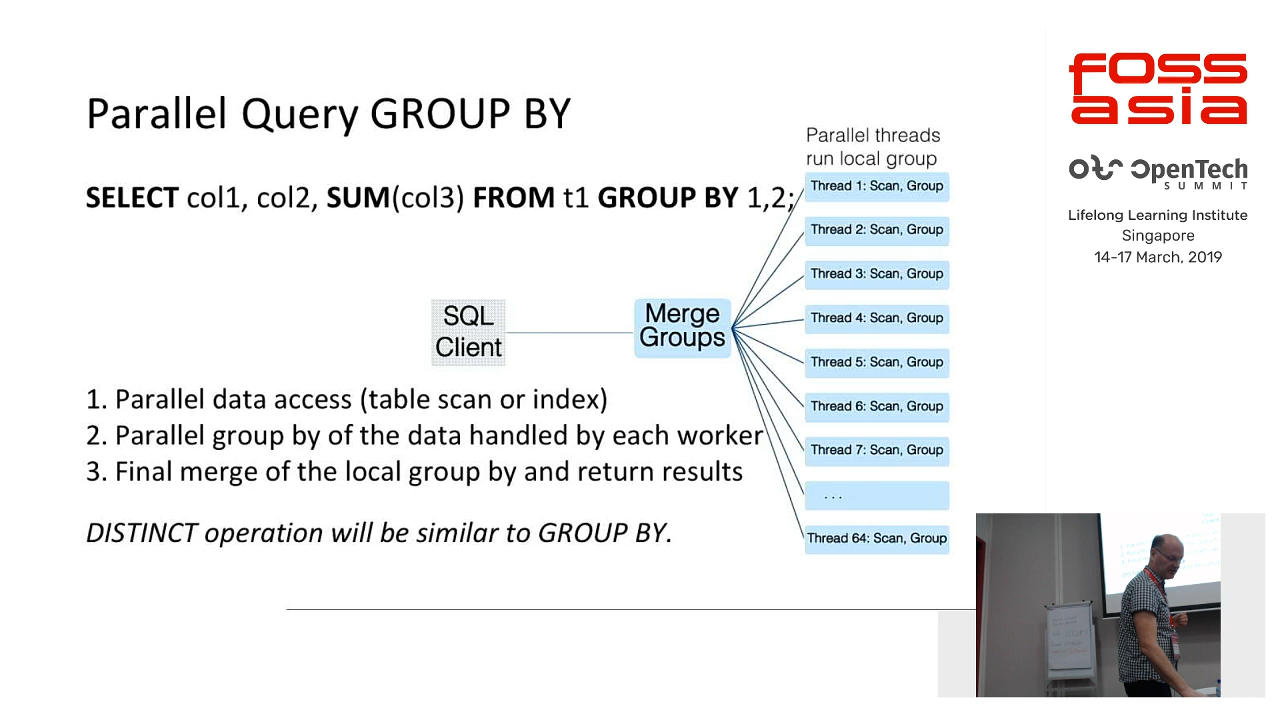 Parallel Query GROUP BY
SELECT col1, col2, SUM(col3) FROM t1 GROUP BY 1,2;
Parallel threads
run local group
Thread 1: Scan, Group
Thread 2: Scan, Group
Thread 3: Scan, Group
Thread 4: Scan, Group
Thread 5: Scan, Group
Thread 6: Scan, Group
Thread 7: Scan, Group
...
Thread 64: Scan, Group
SQL
Client
Merge
Groups
1. Parallel data access (table scan or index)
2. Parallel group by of the data handled by each worker
3. Final merge of the local group by and return results
DISTINCT operation will be similar to GROUP BY.
FOSS
asia
OTS OpenTech
SUMMIT
Lifelong Learning Institute
Singapore
14-17 March, 2019